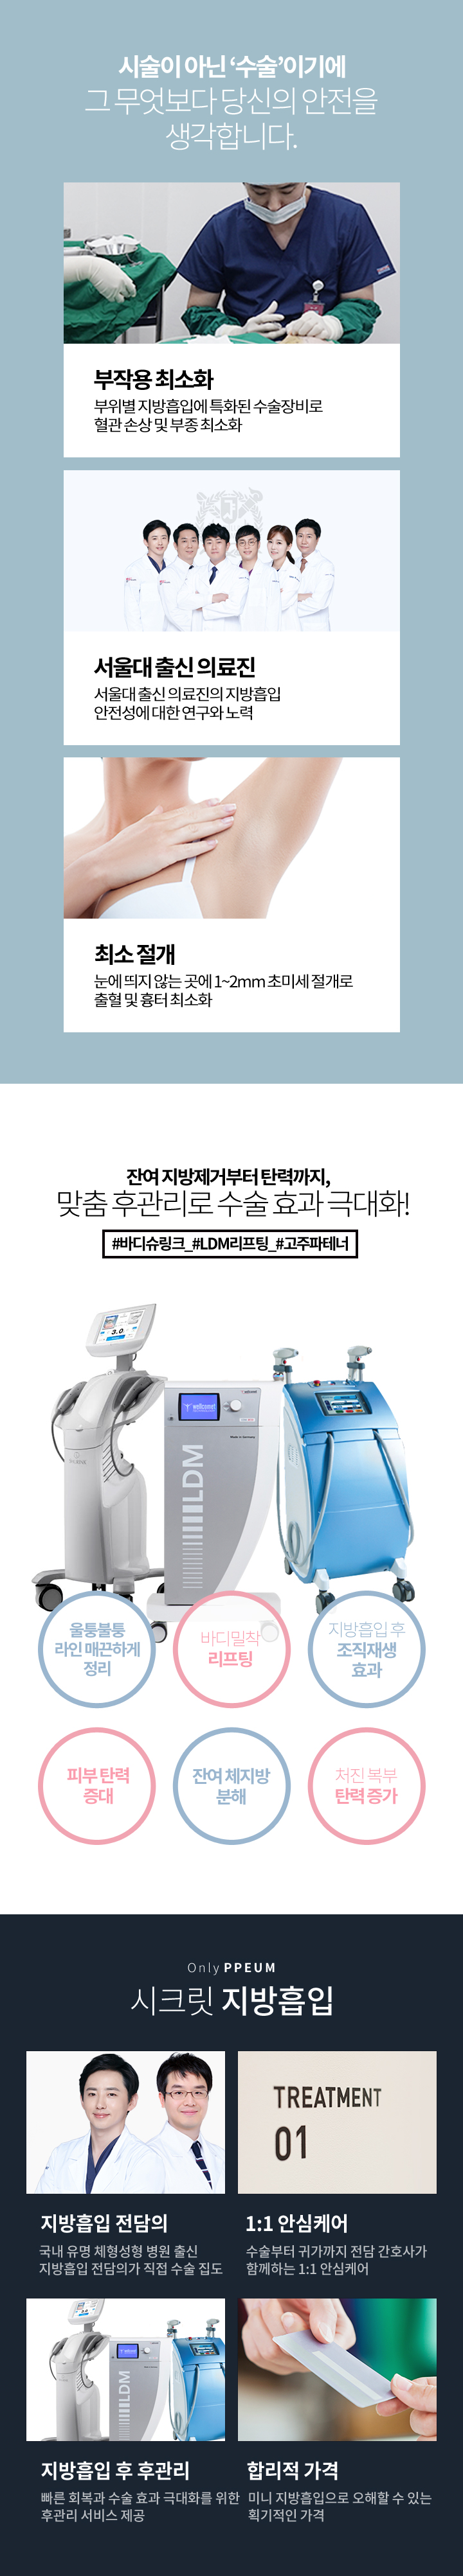 시술이 아닌 ‘수술’이기에
그 무엇보다 당신의 안전을
생각합니다.
부작용 최소화
부위별 지방흡입에 특화된 수술장비로
혈관 손상 및 부종 최소화
서울대 출신 의료진
서울대 출신 의료진의 지방흡입
안전성에 대한 연구와 노력
최소 절개
눈에 띄지 않는 곳에 1~2mm 초미세 절개로
출혈 및 흉터 최소화
잔여 지방제거부터 탄력까지,
맞춤 후관리로 수술 효과 극대화!
#바디슈링크_#LDM리프팅_#고주파테너
3.0
wellcomet
LDM
울퉁불퉁
라인 매끈하게
정리
바디밀착
리프팅
지방흡입 후
조직재생
효과
피부 탄력
증대
잔여 체지방
분해
처진 복부
탄력 증가
Only PPEUM
시크릿 지방흡입
TREATMENT
01
지방흡입 전담의
국내 유명 체형성형 병원 출신
지방흡입 전담의가 직접 수술 집도
1:1 안심케어
수술부터 귀가까지 전담 간호사가
함께하는 1:1 안심케어
LDM
지방흡입 후 후관리
빠른 회복과 수술 효과 극대화를 위한
후관리 서비스 제공
합리적 가격
미니 지방흡입으로 오해할 수 있는
획기적인 가격